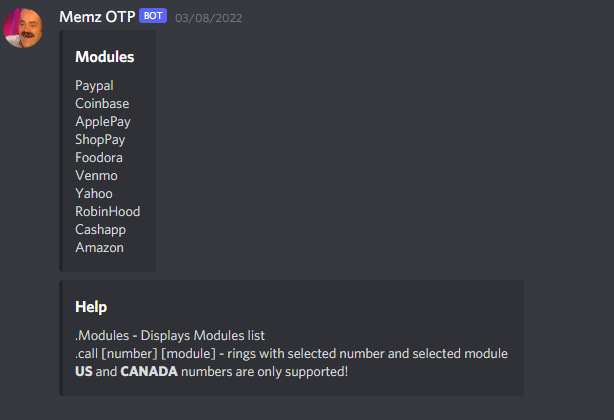 Memz OTP BOT 03/08/2022
Modules
Paypal
Coinbase
ApplePay
ShopPay
Foodora
Venmo
Yahoo
RobinHood
Cashapp
Amazon
Help
.Modules - Displays Modules list
.call [number] [module] - rings with selected number and selected module
US and CANADA numbers are only supported!